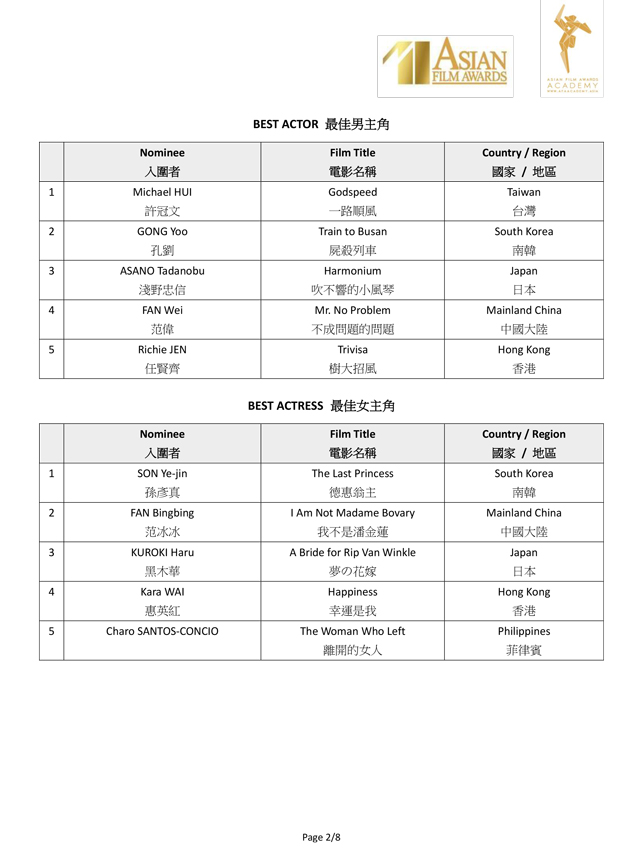 ASIAN
FILM AWARDS
ASIAN FILM AWARDS
ACADEMY
BEST ACTOR 最佳男主角
Nominee Film Title Country / Region
入圍者 電影名稱 國家 / 地區
1 Michael HUI Godspeed Taiwan
許冠文 一路順風 台灣
2 GONG Yoo Train to Busan South Korea
孔劉 屍殺列車 南韓
3 ASANO Tadanobu Harmonium Japan
淺野忠信 吹不響的小風琴 日本
4 FAN Wei Mr. No Problem Mainland China
范偉 不成問題的問題 中國大陸
5 Richie JEN Trivisa Hong Kong
任賢齊 樹大招風 香港
BEST ACTRESS 最佳女主角
Nominee Film Title Country / Region
入圍者 電影名稱 國家 / 地區
1 SON Ye-jin The Last Princess South Korea
孫彥真 德惠翁主 南韓
2 FAN Bingbing I Am Not Madame Bovary Mainland China
范冰冰 我不是潘金蓮 中國大陸
3 KUROKI Haru A Bride for Rip Van Winkle Japan
黑木華 夢の花嫁 日本
4 Kara WAI Happiness Hong Kong
惠英紅 幸運是我 香港
5 Charo SANTOS-CONCIO The Woman Who Left Philippines
離開的女人 菲律賓
Page 2/8